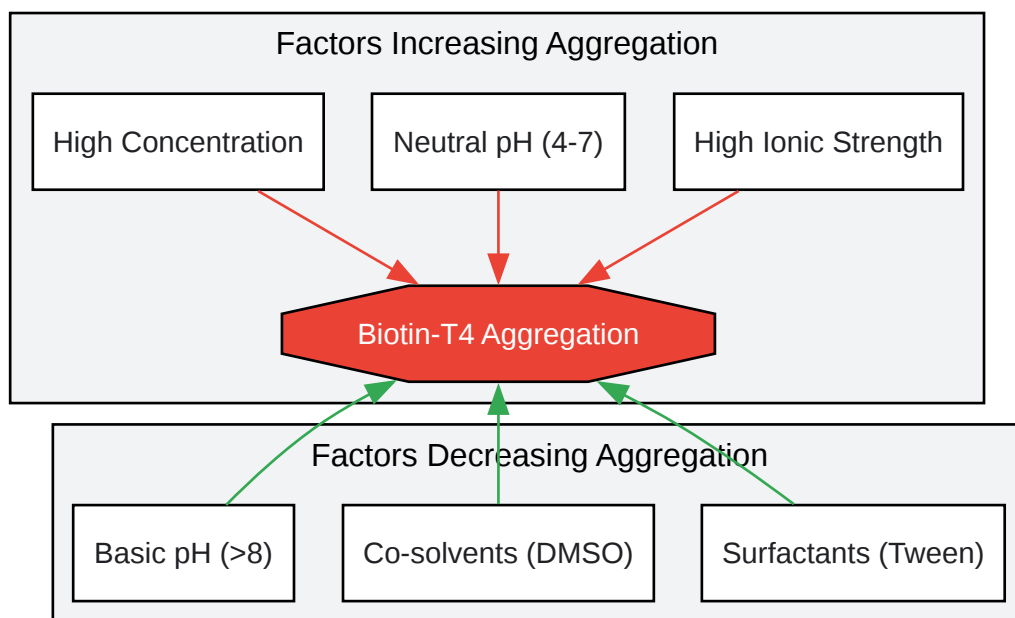 Factors Increasing Aggregation
High Concentration
Neutral pH (4-7)
High Ionic Strength
Biotin-T4 Aggregation
Factors Decreasing Aggregation
Basic pH (>8)
Co-solvents (DMSO)
Surfactants (Tween)